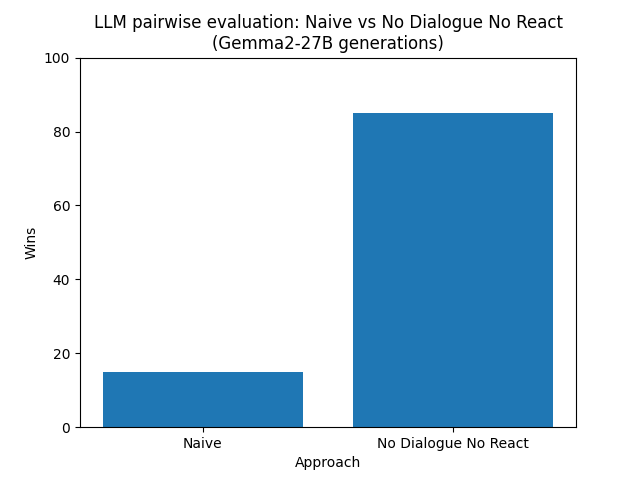 LLM pairwise evaluation: Naive vs No Dialogue No React
(Gemma2-27B generations)
100
80
60
40
20
0
Wins
Naive
No Dialogue No React
Approach